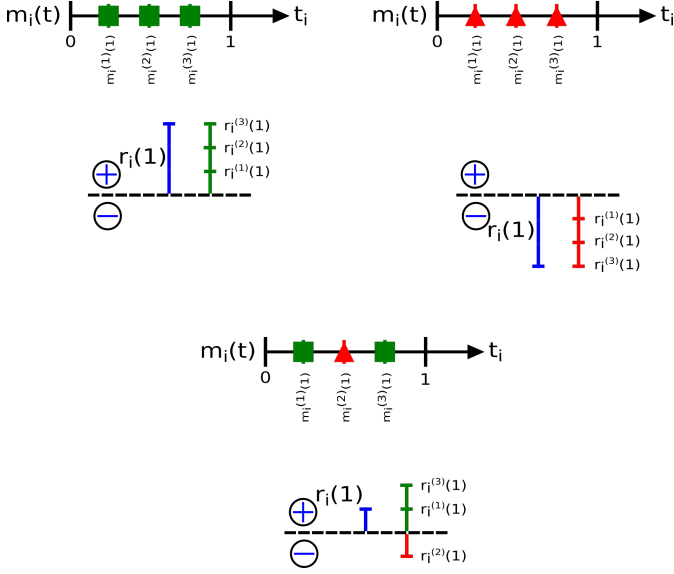 mᵢ(t) tᵢ
0 1
mᵢ⁽¹⁾(1) mᵢ⁽²⁾(1) mᵢ⁽³⁾(1)
rᵢ(1)
rᵢ⁽³⁾(1)
rᵢ⁽²⁾(1)
rᵢ⁽¹⁾(1)
+
−
mᵢ(t) tᵢ
0 1
mᵢ⁽¹⁾(1) mᵢ⁽²⁾(1) mᵢ⁽³⁾(1)
+
−
rᵢ(1)
rᵢ⁽¹⁾(1)
rᵢ⁽²⁾(1)
rᵢ⁽³⁾(1)
mᵢ(t) tᵢ
0 1
mᵢ⁽¹⁾(1) mᵢ⁽²⁾(1) mᵢ⁽³⁾(1)
rᵢ(1)
rᵢ⁽³⁾(1)
rᵢ⁽¹⁾(1)
+
−
rᵢ⁽²⁾(1)